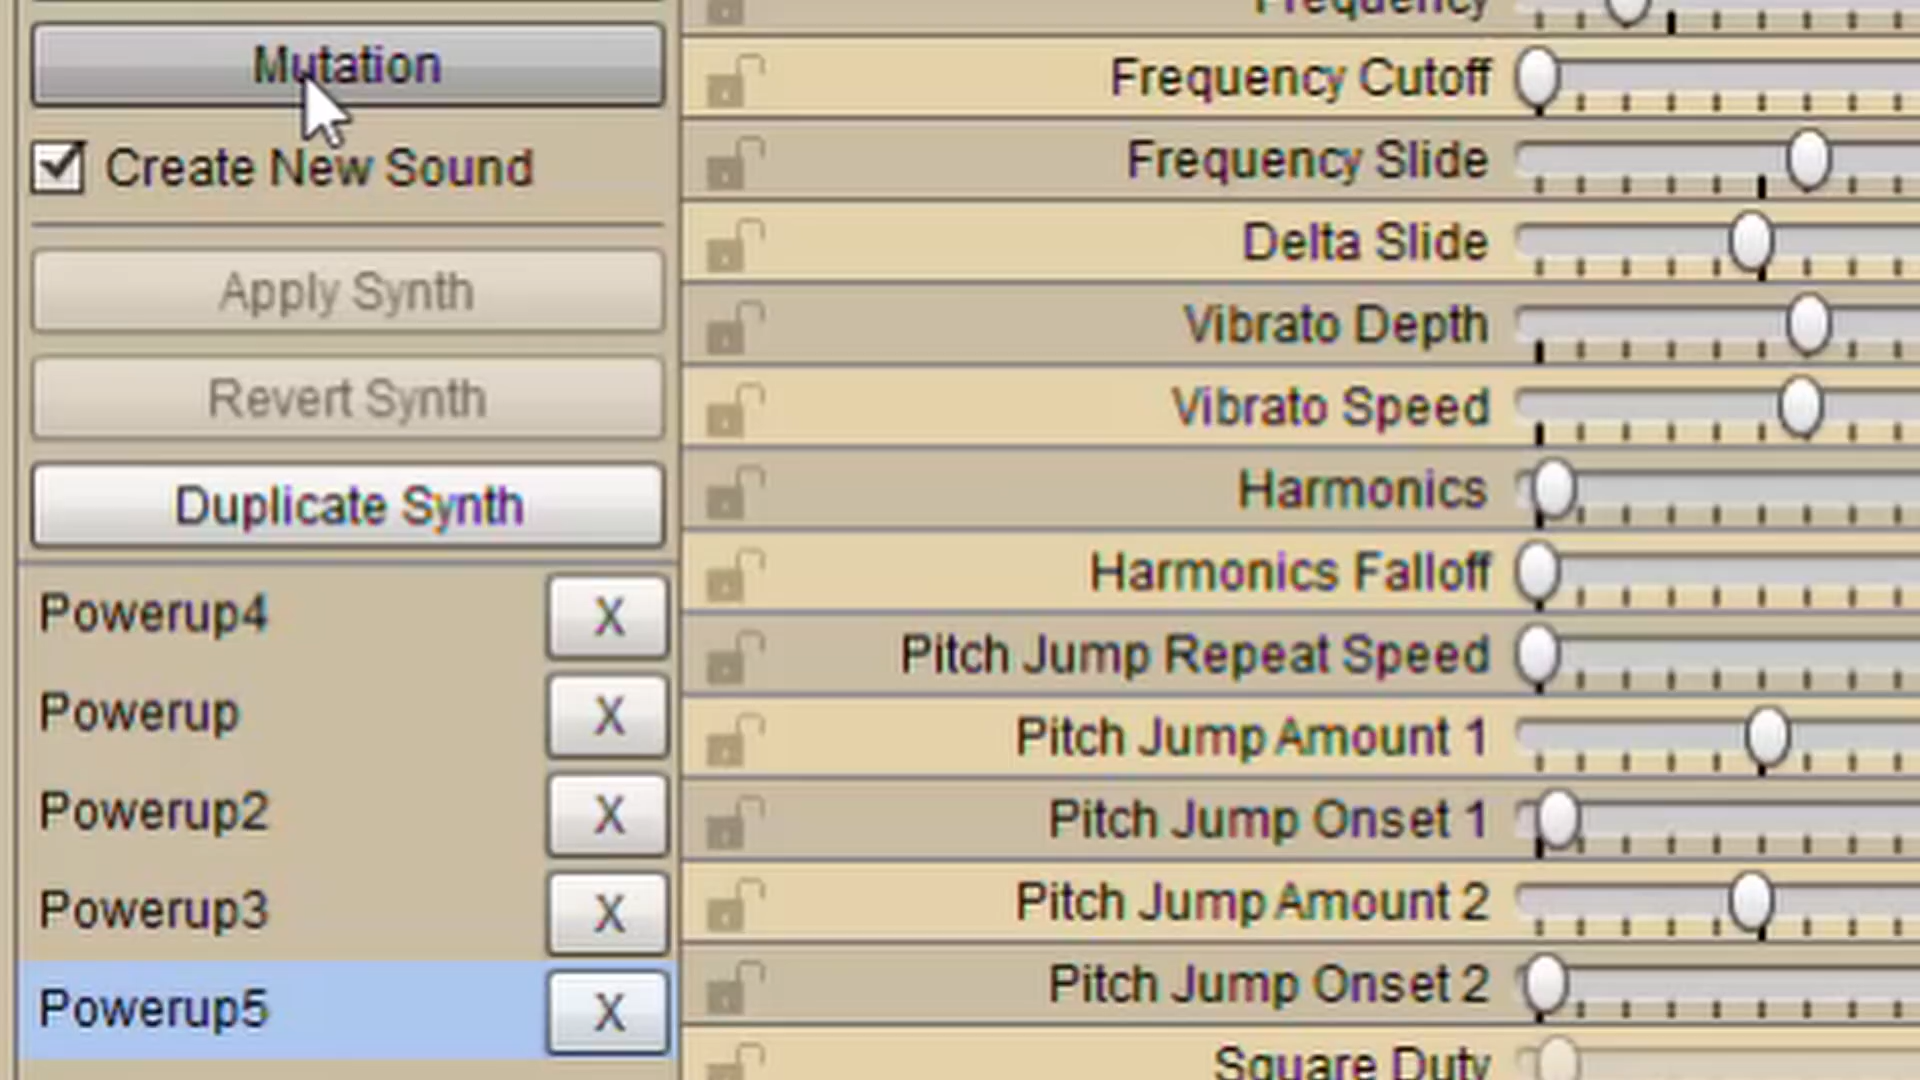 Mutation
Create New Sound
Apply Synth
Revert Synth
Duplicate Synth
Powerup4 X
Powerup X
Powerup2 X
Powerup3 X
Powerup5 X
Frequency
Frequency Cutoff
Frequency Slide
Delta Slide
Vibrato Depth
Vibrato Speed
Harmonics
Harmonics Falloff
Pitch Jump Repeat Speed
Pitch Jump Amount 1
Pitch Jump Onset 1
Pitch Jump Amount 2
Pitch Jump Onset 2
Square Duty